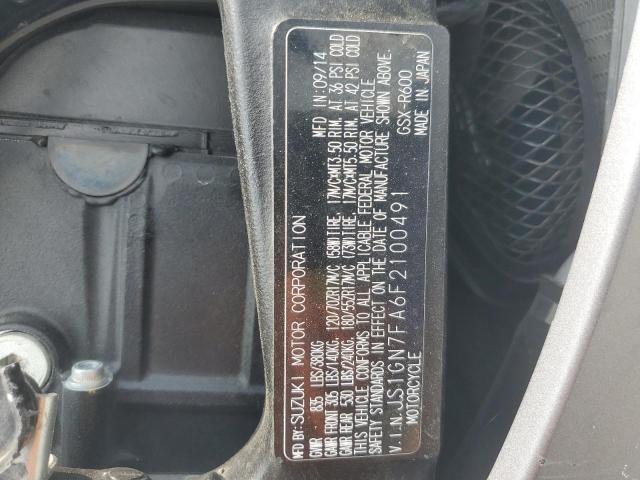 MFD BY:SUZUKI MOTOR CORPORATION MFD IN:09/14
GVWR 835 LBS/380KG
GAWR FRONT 305 LBS/140KG, 120/70ZR17M/C (58W)TIRE, 17M/C×MT3.50 RIM, AT 36 PSI COLD
GAWR REAR 530 LBS/240KG, 180/55ZR17M/C (73W)TIRE, 17M/C×MT5.50 RIM, AT 42 PSI COLD
THIS VEHICLE CONFORMS TO ALL APPLICABLE FEDERAL MOTOR VEHICLE
SAFETY STANDARDS IN EFFECT ON THE DATE OF MANUFACTURE SHOWN ABOVE.
V.I.N.JS1GN7FA6F2100491 GSX-R600
MOTORCYCLE MADE IN JAPAN